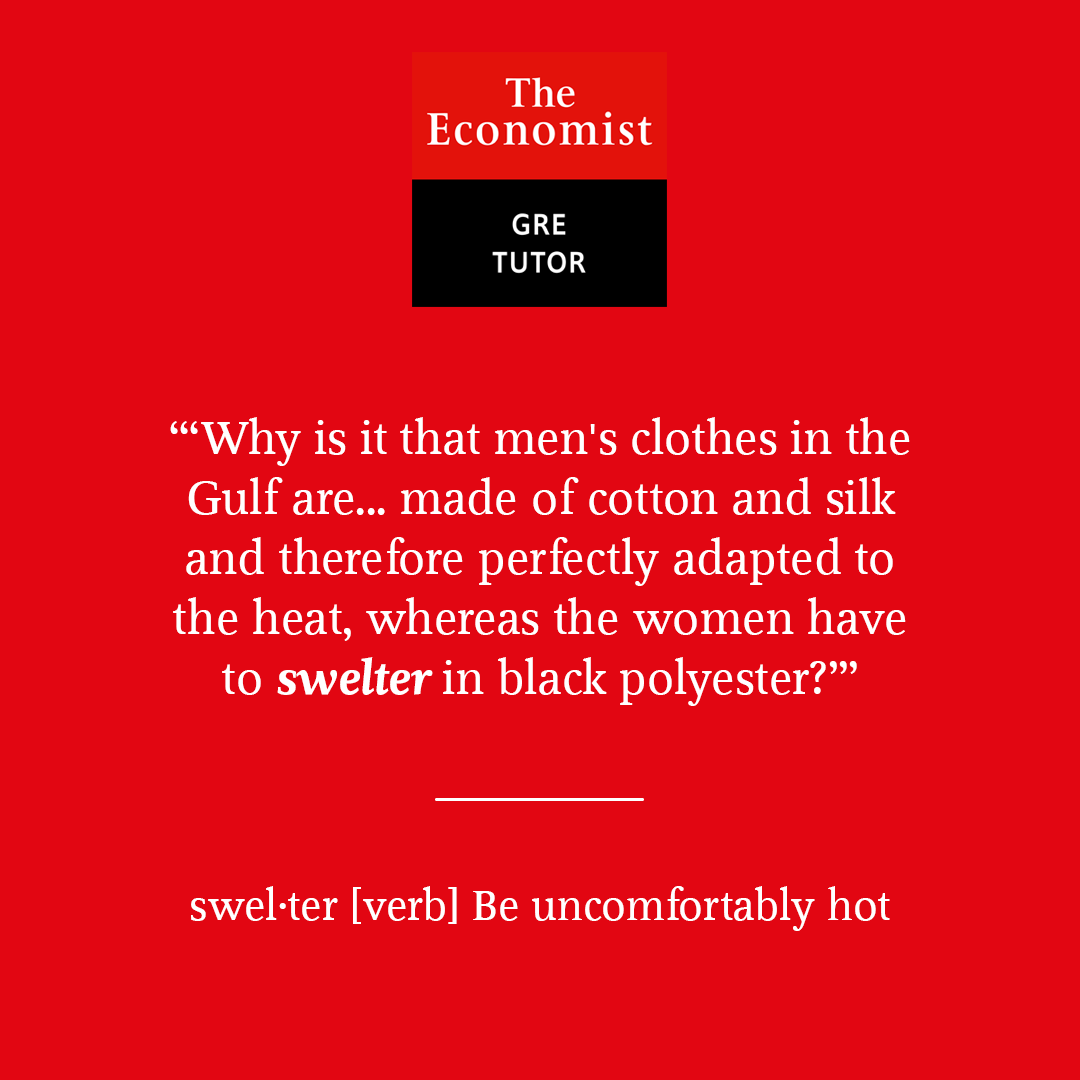 The
Economist
GRE
TUTOR
“‘Why is it that men's clothes in the
Gulf are... made of cotton and silk
and therefore perfectly adapted to
the heat, whereas the women have
to swelter in black polyester?’”
swel·ter [verb] Be uncomfortably hot